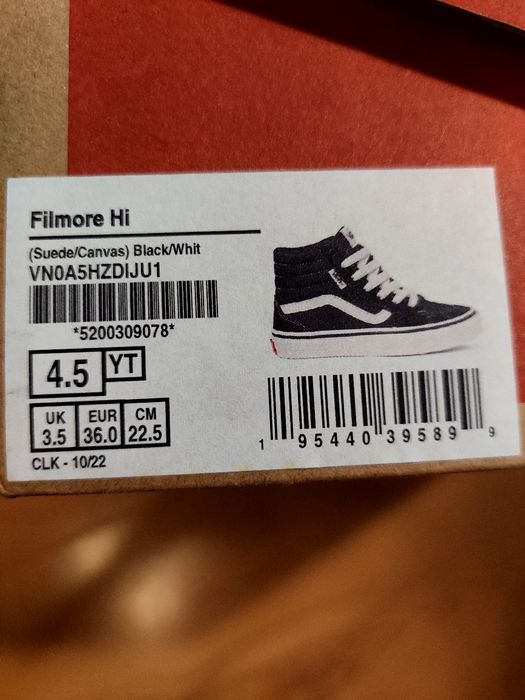 Filmore Hi
(Suede/Canvas) Black/Whit
VN0A5HZDIJU1
*5200309078*
4.5 YT
UK EUR CM
3.5 36.0 22.5
CLK - 10/22
1 95440 39589 9